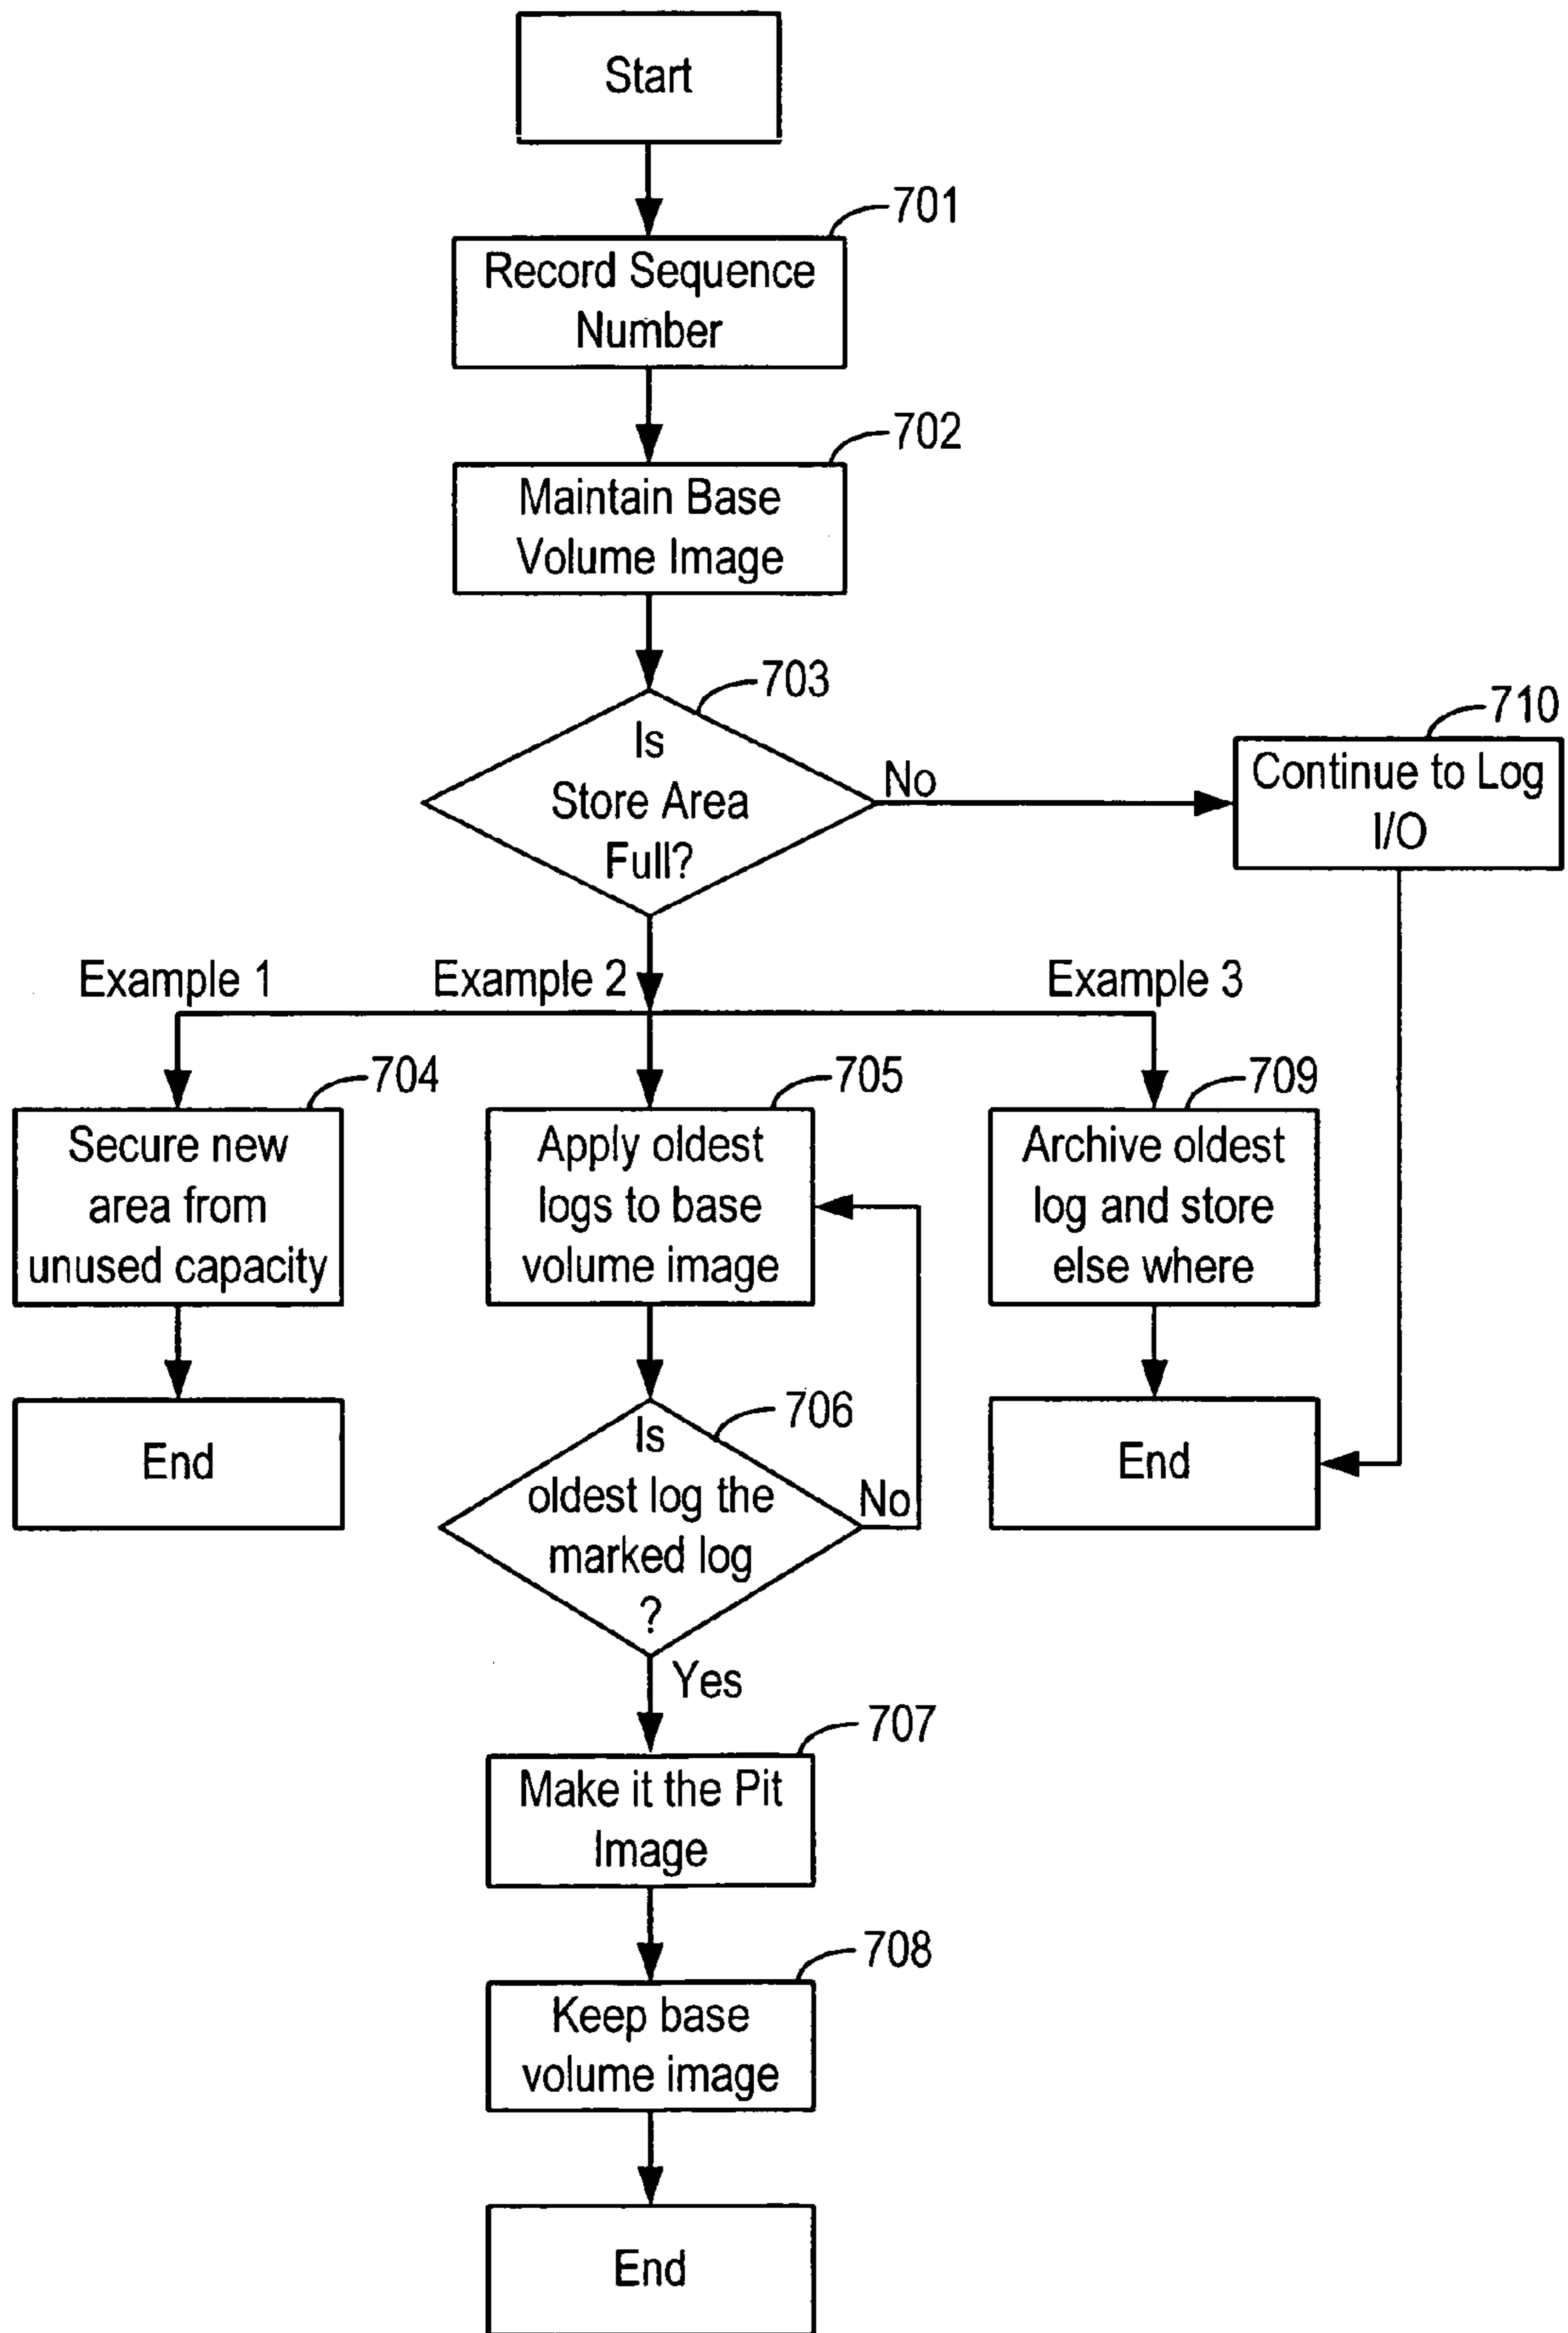 Start
701
Record Sequence
Number
702
Maintain Base
Volume Image
703
Is
Store Area
Full?
No
710
Continue to Log
I/O
Example 1
Example 2
Example 3
704
Secure new
area from
unused capacity
705
Apply oldest
logs to base
volume image
709
Archive oldest
log and store
else where
End
706
Is
oldest log the
marked log
?
No
End
Yes
707
Make it the Pit
Image
708
Keep base
volume image
End